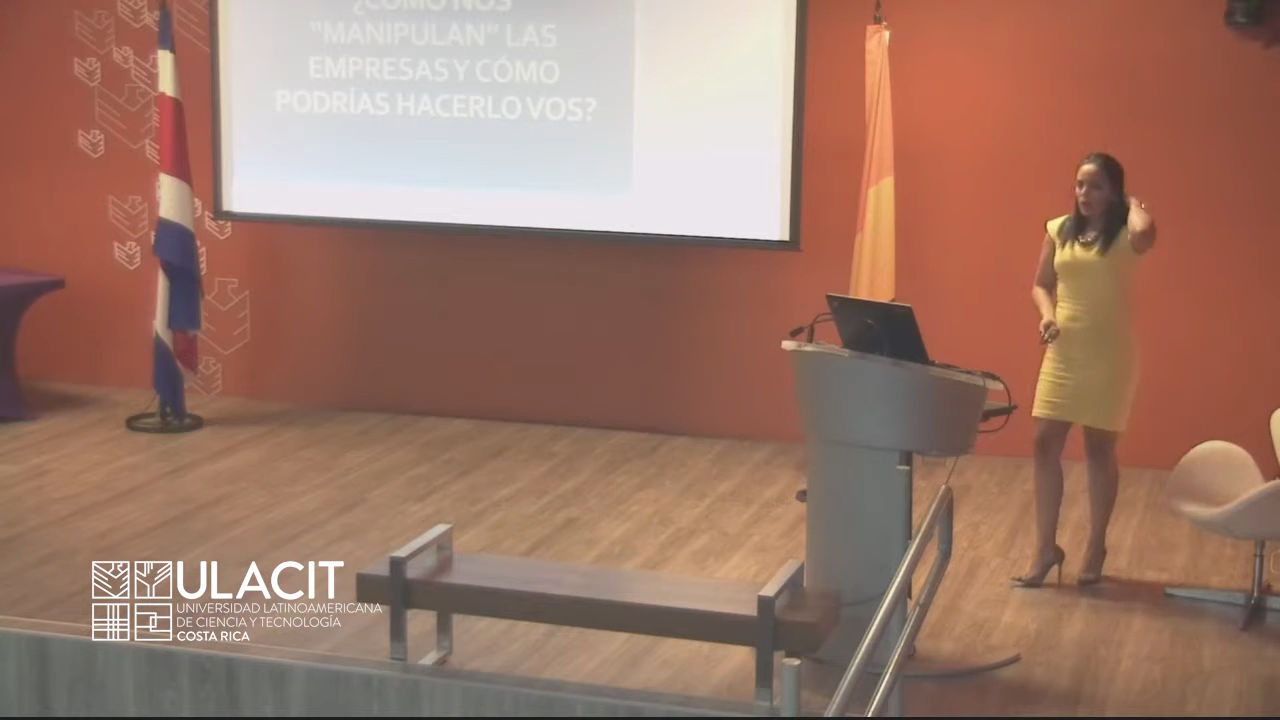 ¿CÓMO NOS
"MANIPULAN" LAS
EMPRESAS Y CÓMO
PODRÍAS HACERLO VOS?
ULACIT
UNIVERSIDAD LATINOAMERICANA
DE CIENCIA Y TECNOLOGÍA
COSTA RICA